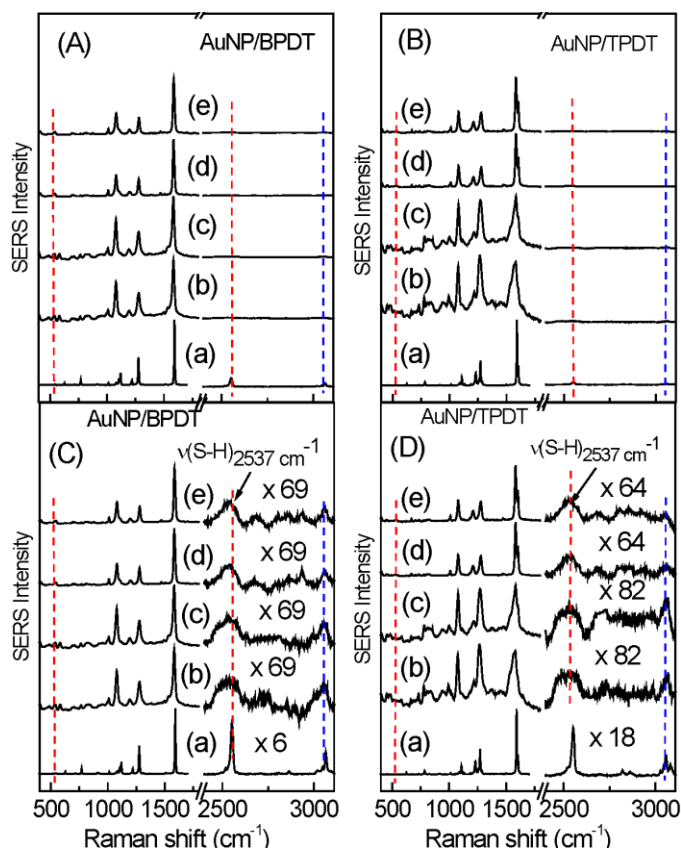 (A) AuNP/BPDT
(e)
(d)
(c)
(b)
(a)
SERS Intensity
(B) AuNP/TPDT
(e)
(d)
(c)
(b)
(a)
SERS Intensity
AuNP/BPDT
(C) ν(S-H)2537 cm⁻¹
(e) x 69
(d) x 69
(c) x 69
(b) x 69
(a) x 6
SERS Intensity
500 1000 1500 2500 3000
Raman shift (cm⁻¹)
AuNP/TPDT
(D) ν(S-H)2537 cm⁻¹
(e) x 64
(d) x 64
(c) x 82
(b) x 82
(a) x 18
SERS Intensity
500 1000 1500 2500 3000
Raman shift (cm⁻¹)